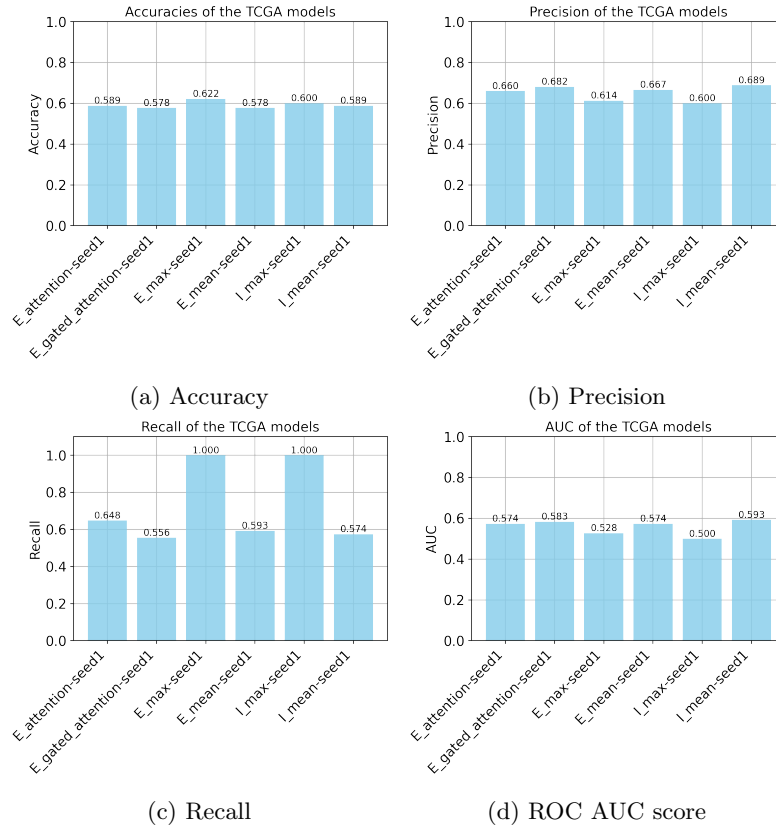 Accuracies of the TCGA models
1.0
0.8
0.6
0.4
0.2
0.0
Accuracy
0.589
0.578
0.622
0.578
0.600
0.589
E_attention-seed1
E_gated_attention-seed1
E_max-seed1
E_mean-seed1
I_max-seed1
I_mean-seed1
(a) Accuracy
Precision of the TCGA models
1.0
0.8
0.6
0.4
0.2
0.0
Precision
0.660
0.682
0.614
0.667
0.600
0.689
E_attention-seed1
E_gated_attention-seed1
E_max-seed1
E_mean-seed1
I_max-seed1
I_mean-seed1
(b) Precision
Recall of the TCGA models
1.0
0.8
0.6
0.4
0.2
0.0
Recall
0.648
0.556
1.000
0.593
1.000
0.574
E_attention-seed1
E_gated_attention-seed1
E_max-seed1
E_mean-seed1
I_max-seed1
I_mean-seed1
(c) Recall
AUC of the TCGA models
1.0
0.8
0.6
0.4
0.2
0.0
AUC
0.574
0.583
0.528
0.574
0.500
0.593
E_attention-seed1
E_gated_attention-seed1
E_max-seed1
E_mean-seed1
I_max-seed1
I_mean-seed1
(d) ROC AUC score